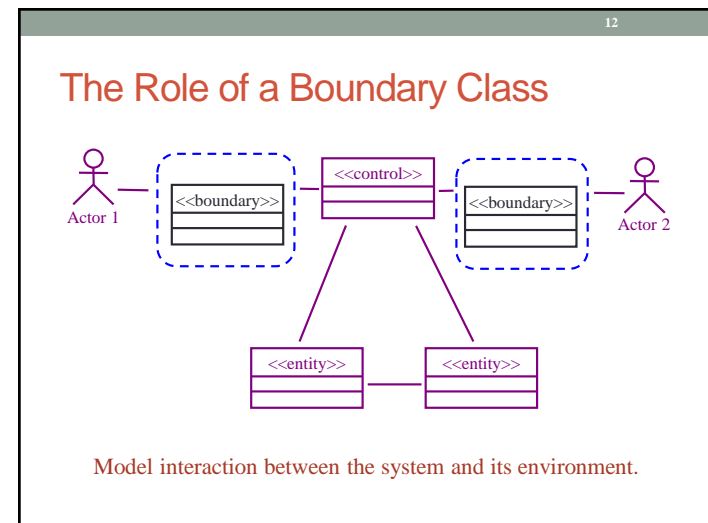 12
The Role of a Boundary Class
<<control>>
<<boundary>>
<<boundary>>
Actor 1
Actor 2
<<entity>>
<<entity>>
Model interaction between the system and its environment.